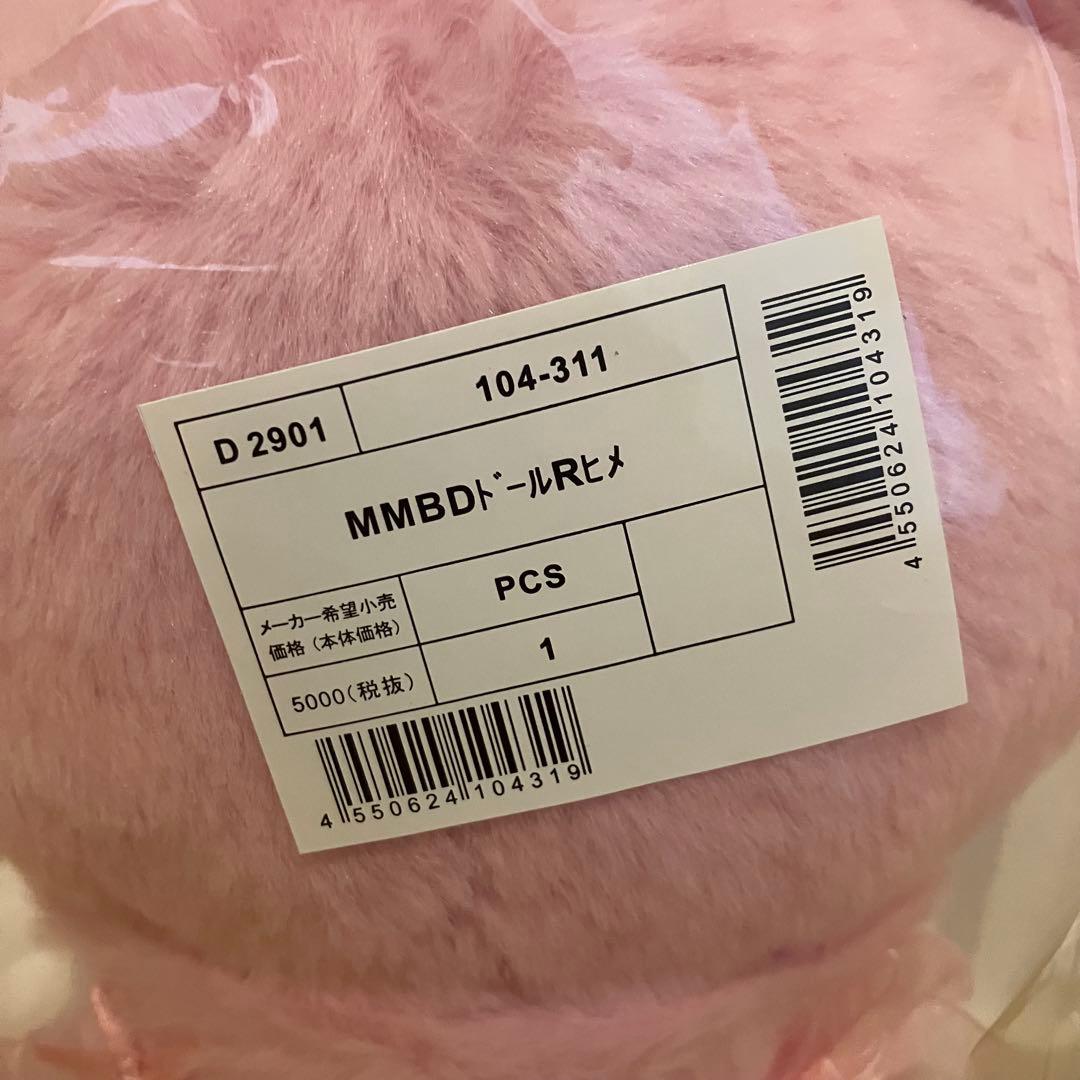 D 2901
104-311
MMBDﾄﾞｰﾙRﾋﾒ
メーカー希望小売
価格（本体価格）
PCS
5000（税抜）
1
4 550624 104319
4 550624 104319